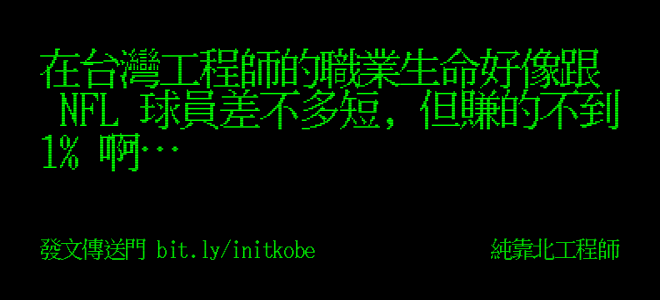 在台灣工程師的職業生命好像跟
NFL 球員差不多短，但賺的不到
1% 啊…
發文傳送門 bit.ly/initkobe
純靠北工程師